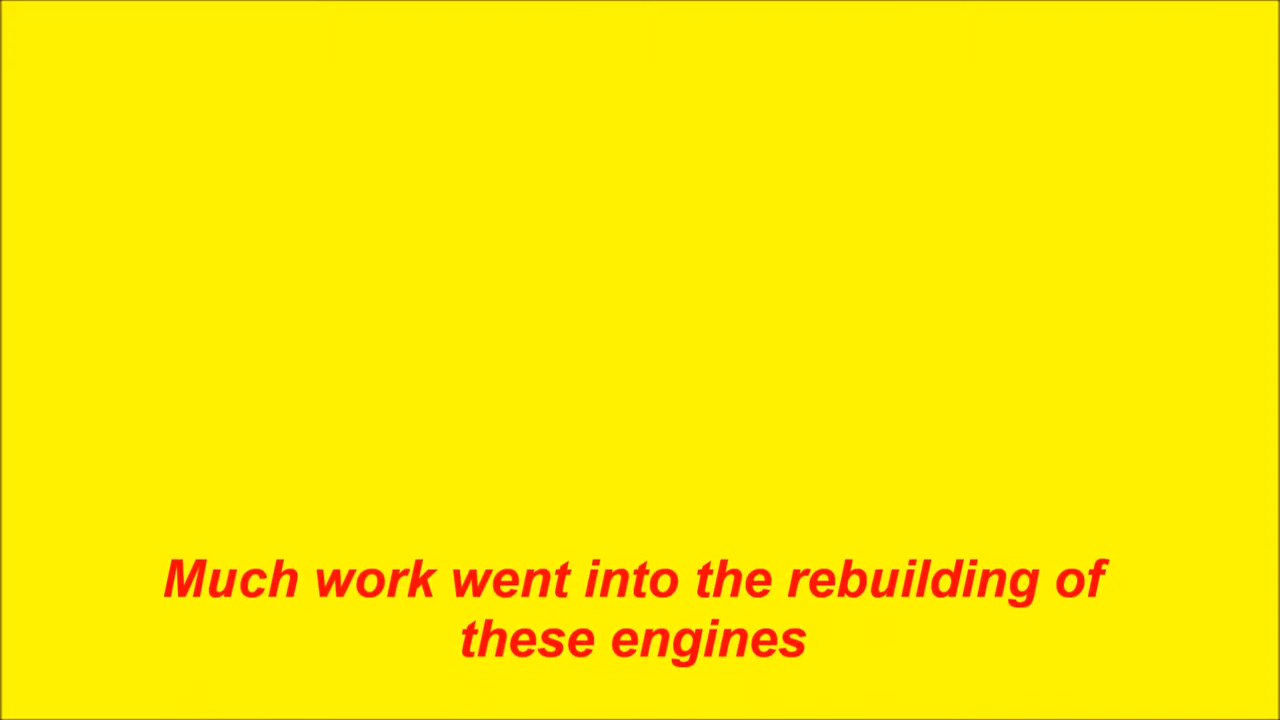 Much work went into the rebuilding of
these engines